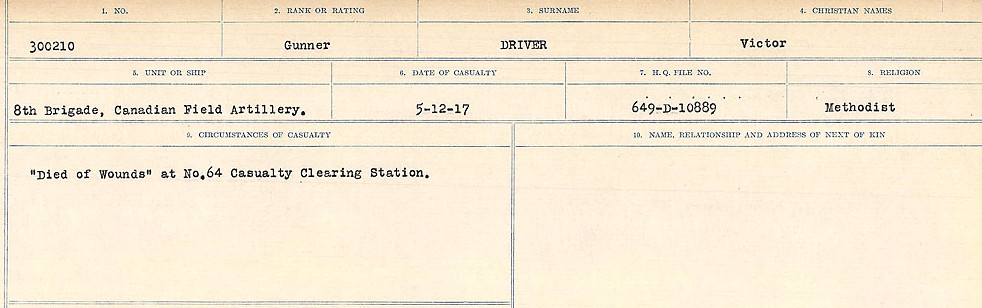 1. NO. 2. RANK OR RATING 3. SURNAME 4. CHRISTIAN NAMES
300210 Gunner DRIVER Victor
5. UNIT OR SHIP 6. DATE OF CASUALTY 7. H.Q. FILE NO. 8. RELIGION
8th Brigade, Canadian Field Artillery. 5-12-17 649-D-10889 Methodist
9. CIRCUMSTANCES OF CASUALTY 10. NAME, RELATIONSHIP AND ADDRESS OF NEXT OF KIN
"Died of Wounds" at No.64 Casualty Clearing Station.